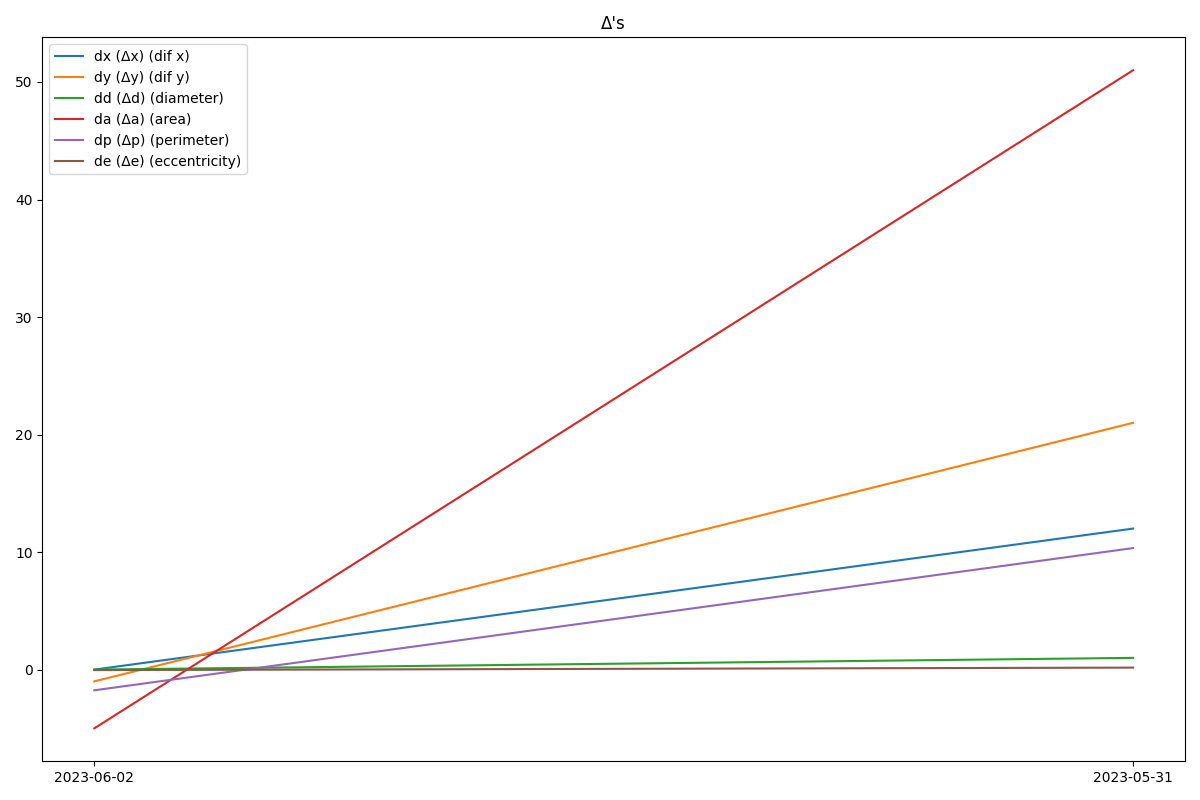 Δ's
dx (Δx) (dif x)
dy (Δy) (dif y)
dd (Δd) (diameter)
da (Δa) (area)
dp (Δp) (perimeter)
de (Δe) (eccentricity)
50
40
30
20
10
0
2023-06-02
2023-05-31